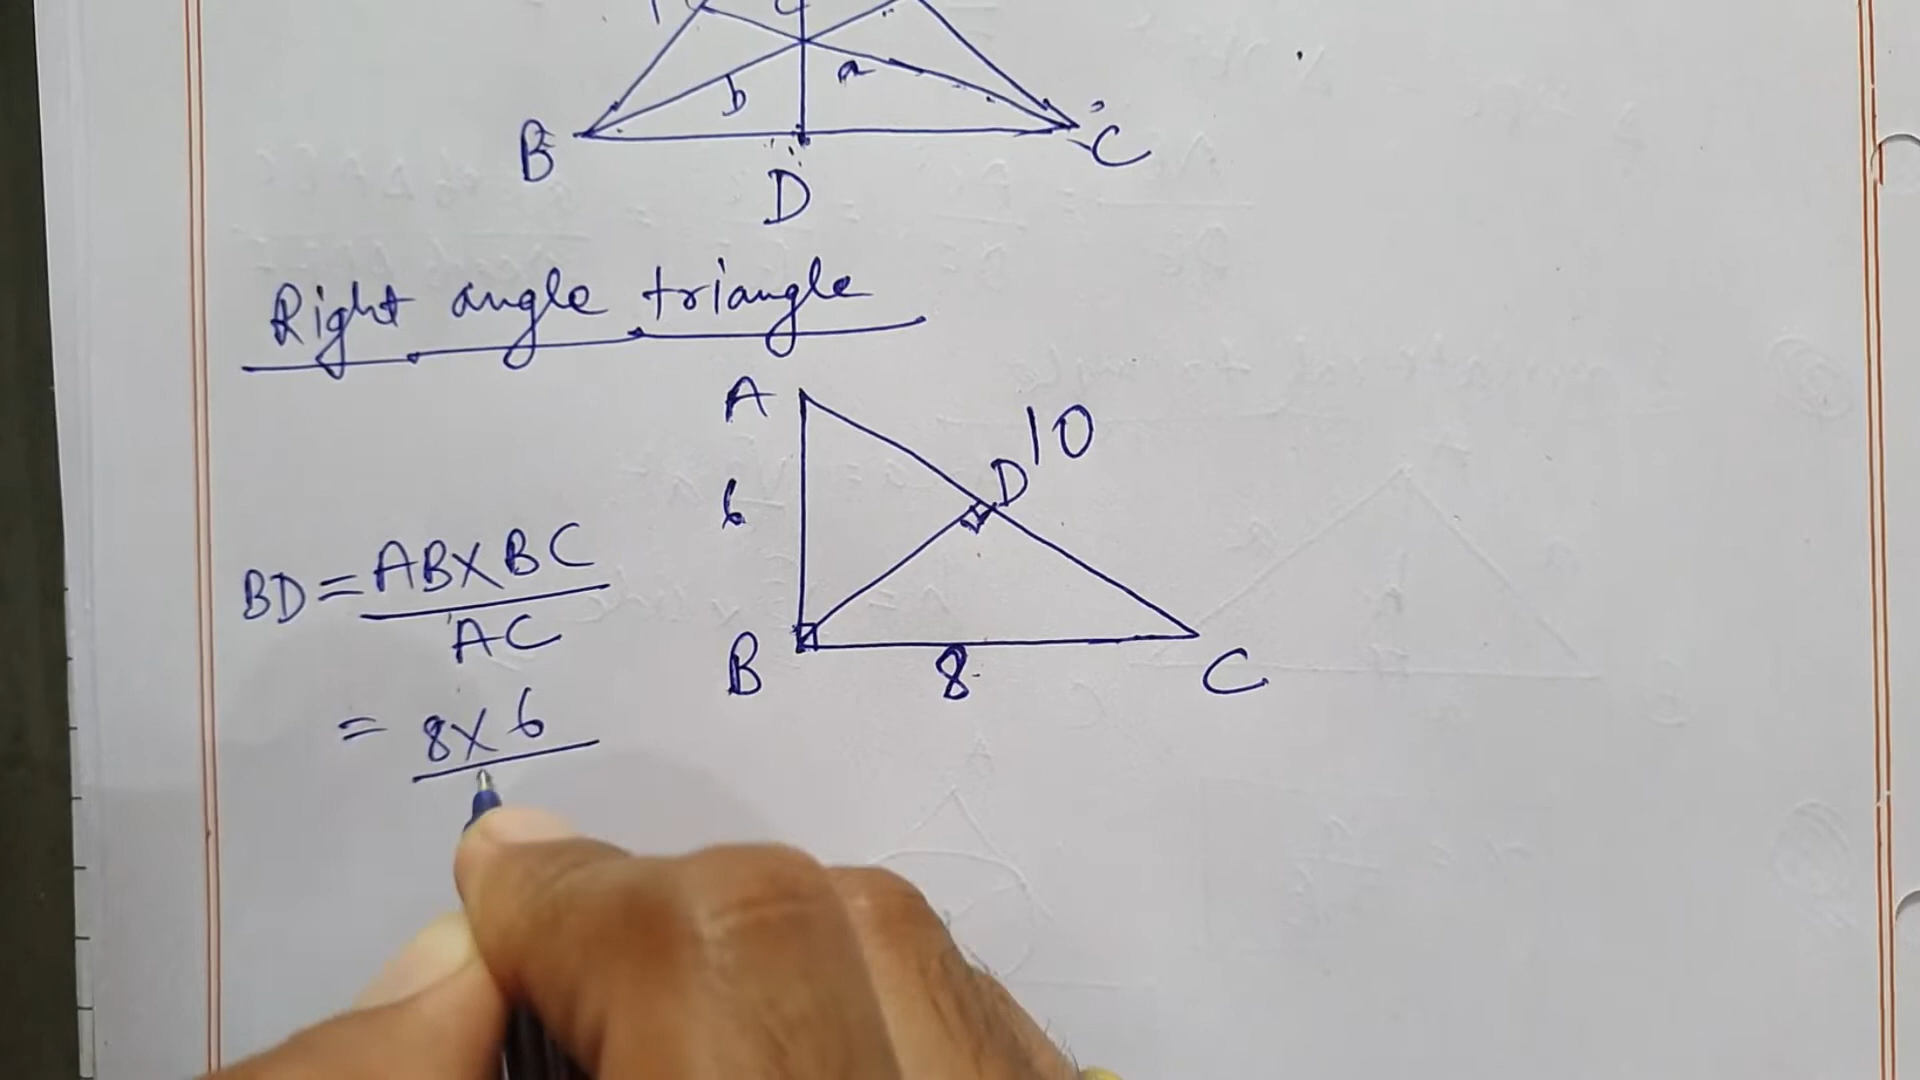 b
a
B
C
D
Right angle triangle
A
D
10
6
BD = AB X BC
AC
B
8
C
= 8 X 6